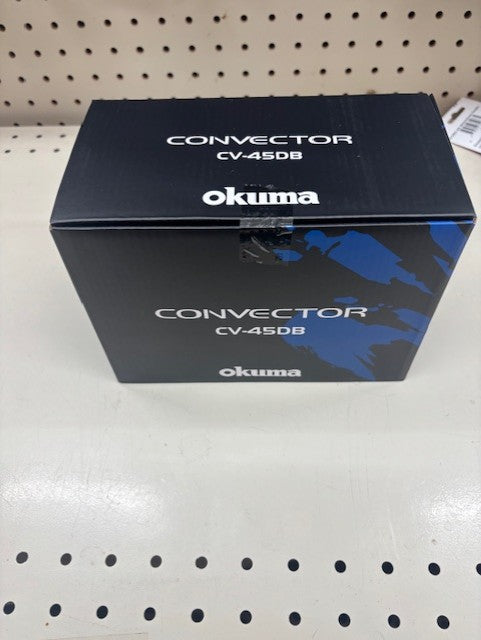 CONVECTOR
CV-45DB
okuma
CONVECTOR
CV-45DB
okuma